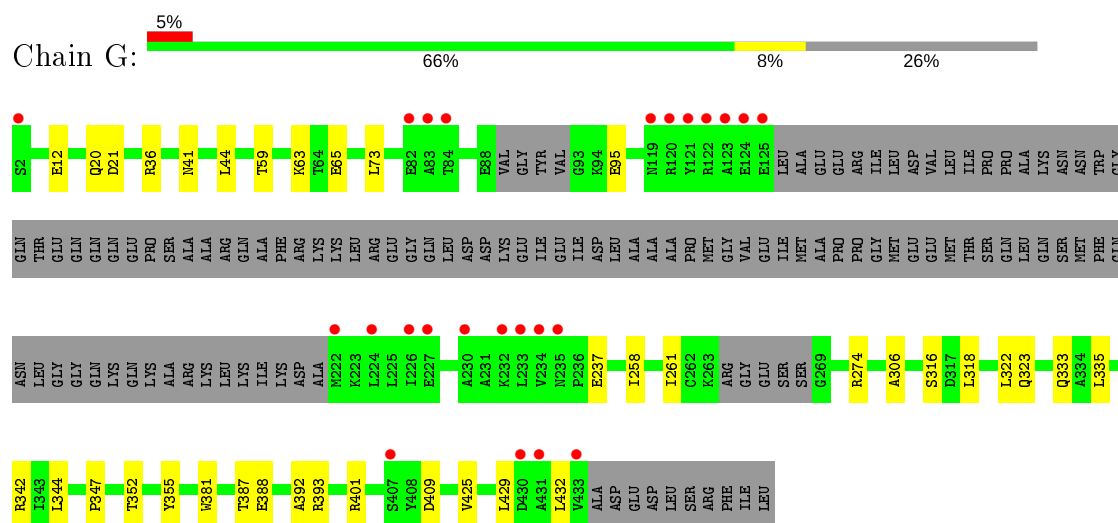 5%
Chain G:
66%
8%
26%
S2 E12 Q20 D21 R36 N41 L44 T59 K63 T64 E65 L73 E82 A83 T84 E88 VAL GLY TYR VAL G93 K94 E95 N119 R120 Y121 R122 A123 E124 E125 LEU ALA GLU GLU ARG ILE LEU ASP VAL LEU ILE PRO PRO ALA LYS ASN ASN TRP GLY
GLN THR GLU GLN GLN GLN GLU PRO SER ALA ALA ARG GLN ALA PHE ARG LYS LYS LEU ARG GLU GLY GLN LEU ASP ASP LYS GLU ILE GLU ILE ASP LEU ALA ALA ALA PRO MET GLY VAL GLU ILE MET ALA PRO PRO GLY MET GLU GLU MET THR SER GLN LEU GLN SER MET PHE GLN
ASN LEU GLY GLY GLN LYS GLN LYS ALA ARG LYS LEU LYS ILE LYS ASP ALA M222 K223 L224 L225 I226 E227 A230 A231 K232 L233 V234 N235 P236 E237 I258 I261 C262 K263 ARG GLY GLU SER SER G269 R274 A306 S316 D317 L318 L322 Q323 Q333 A334 L335
R342 I343 L344 P347 T352 Y355 W381 T387 E388 A392 R393 R401 S407 Y408 D409 V425 L429 D430 A431 L432 V433 ALA ASP GLU ASP LEU SER ARG PHE ILE LEU